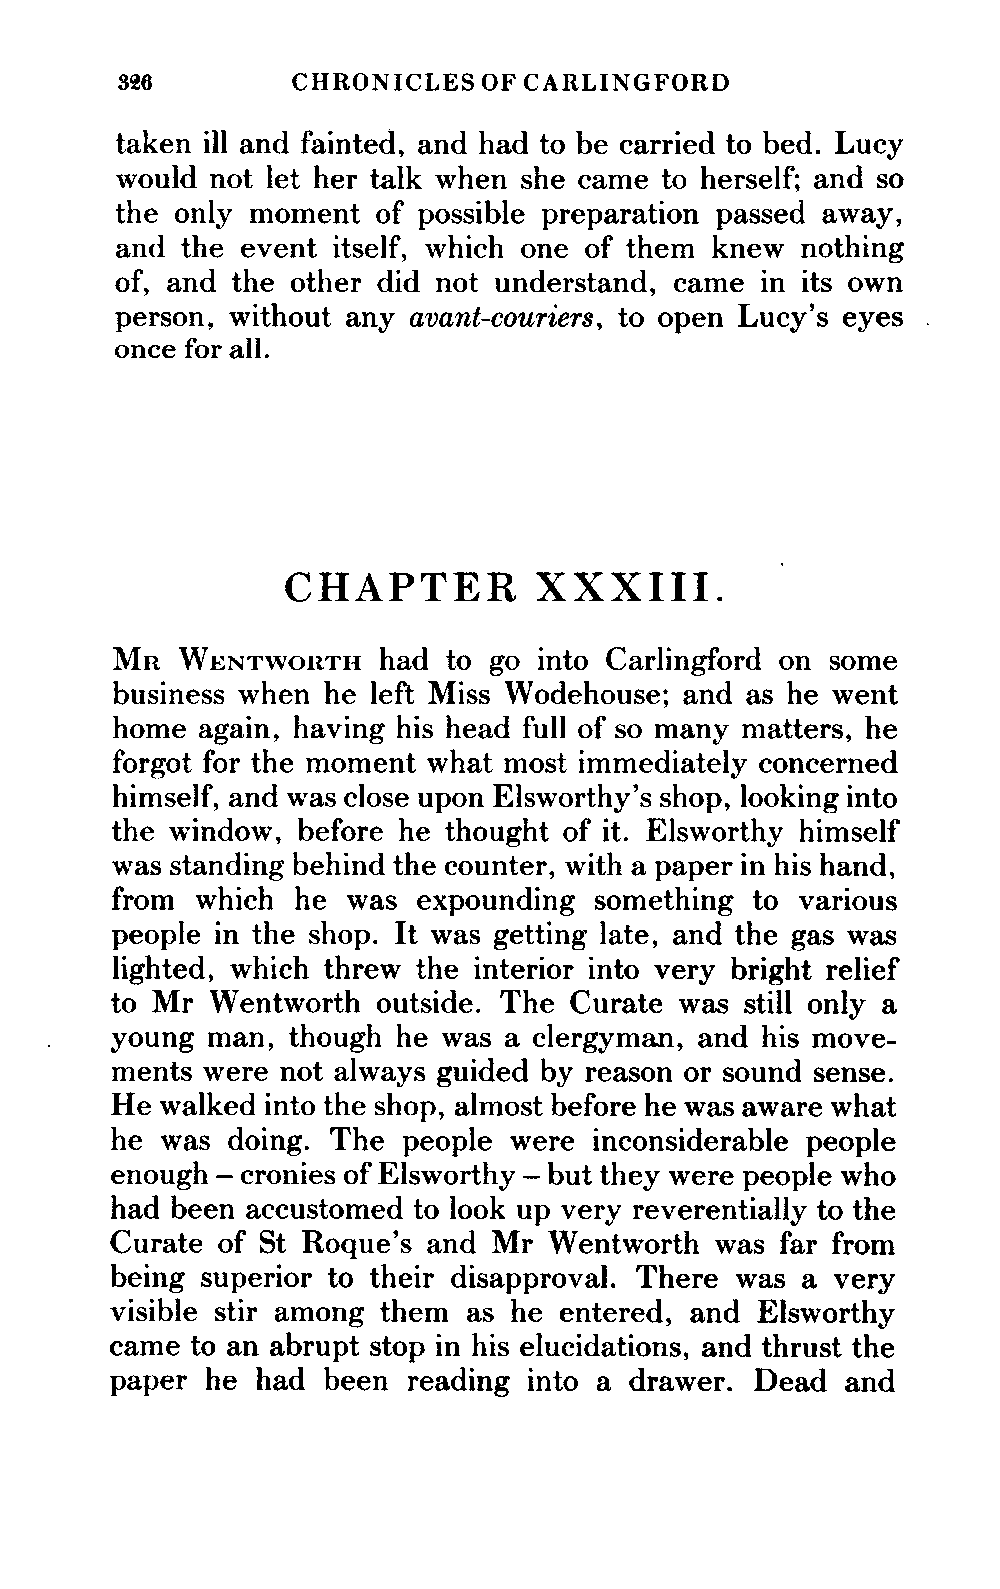 326 CHRONICLES OF CARLINGFORD
taken ill and fainted, and had to be carried to bed. Lucy
would not let her talk when she came to herself; and so
the only moment of possible preparation passed away,
and the event itself, which one of them knew nothing
of, and the other did not understand, came in its own
person, without any avant-couriers, to open Lucy's eyes
once for all.
CHAPTER XXXIII.
MR WENTWORTH had to go into Carlingford on some
business when he left Miss Wodehouse; and as he went
home again, having his head full of so many matters, he
forgot for the moment what most immediately concerned
himself, and was close upon Elsworthy's shop, looking into
the window, before he thought of it. Elsworthy himself
was standing behind the counter, with a paper in his hand,
from which he was expounding something to various
people in the shop. It was getting late, and the gas was
lighted, which threw the interior into very bright relief
to Mr Wentworth outside. The Curate was still only a
young man, though he was a clergyman, and his move-
ments were not always guided by reason or sound sense.
He walked into the shop, almost before he was aware what
he was doing. The people were inconsiderable people
enough – cronies of Elsworthy – but they were people who
had been accustomed to look up very reverentially to the
Curate of St Roque's and Mr Wentworth was far from
being superior to their disapproval. There was a very
visible stir among them as he entered, and Elsworthy
came to an abrupt stop in his elucidations, and thrust the
paper he had been reading into a drawer. Dead and